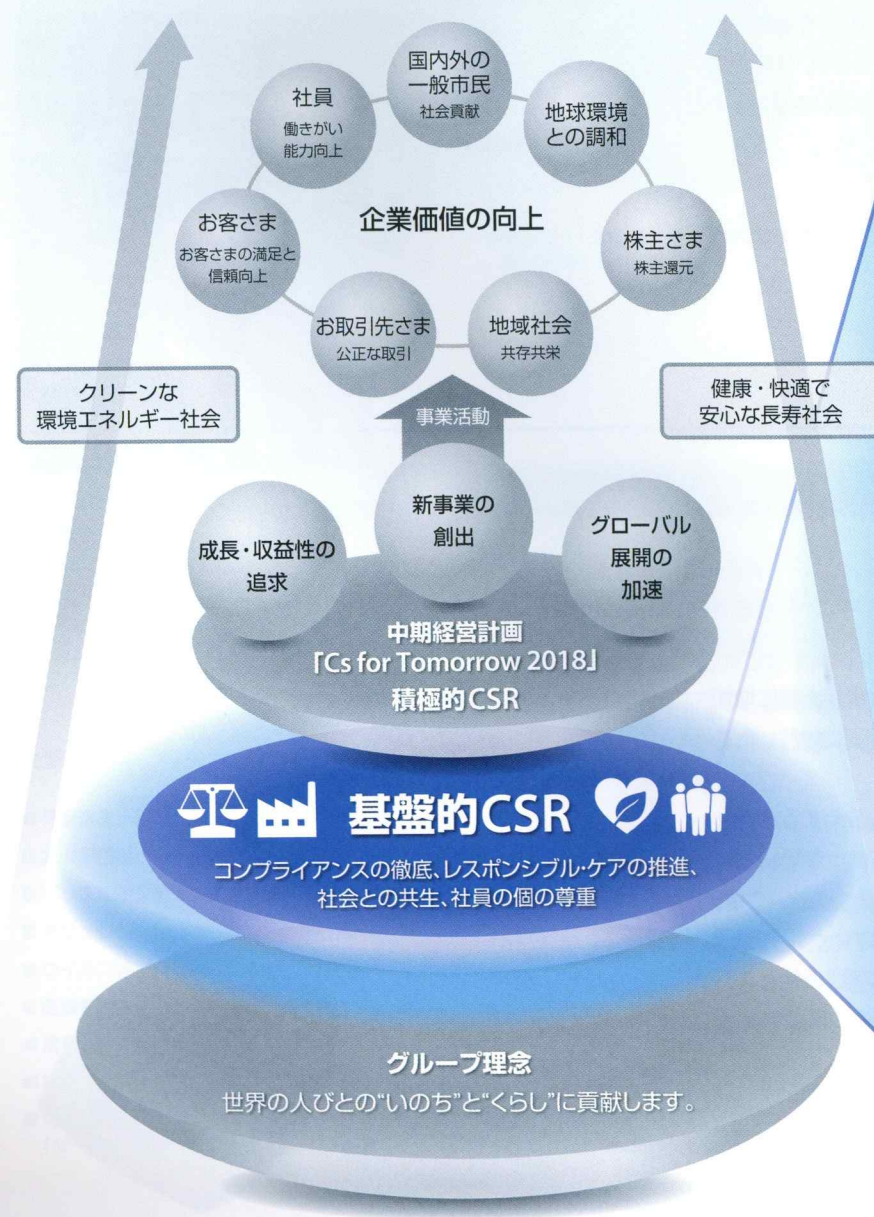 国内外の
一般市民
社会貢献
社員
働きがい
能力向上
地球環境
との調和
お客さま
お客さまの満足と
信頼向上
企業価値の向上
株主さま
株主還元
お取引先さま
公正な取引
地域社会
共存共栄
クリーンな
環境エネルギー社会
健康・快適で
安心な長寿社会
事業活動
成長・収益性の
追求
新事業の
創出
グローバル
展開の
加速
中期経営計画
「Cs for Tomorrow 2018」
積極的CSR
基盤的CSR
コンプライアンスの徹底、レスポンシブル・ケアの推進、
社会との共生、社員の個の尊重
グループ理念
世界の人びとの“いのち”と“くらし”に貢献します。